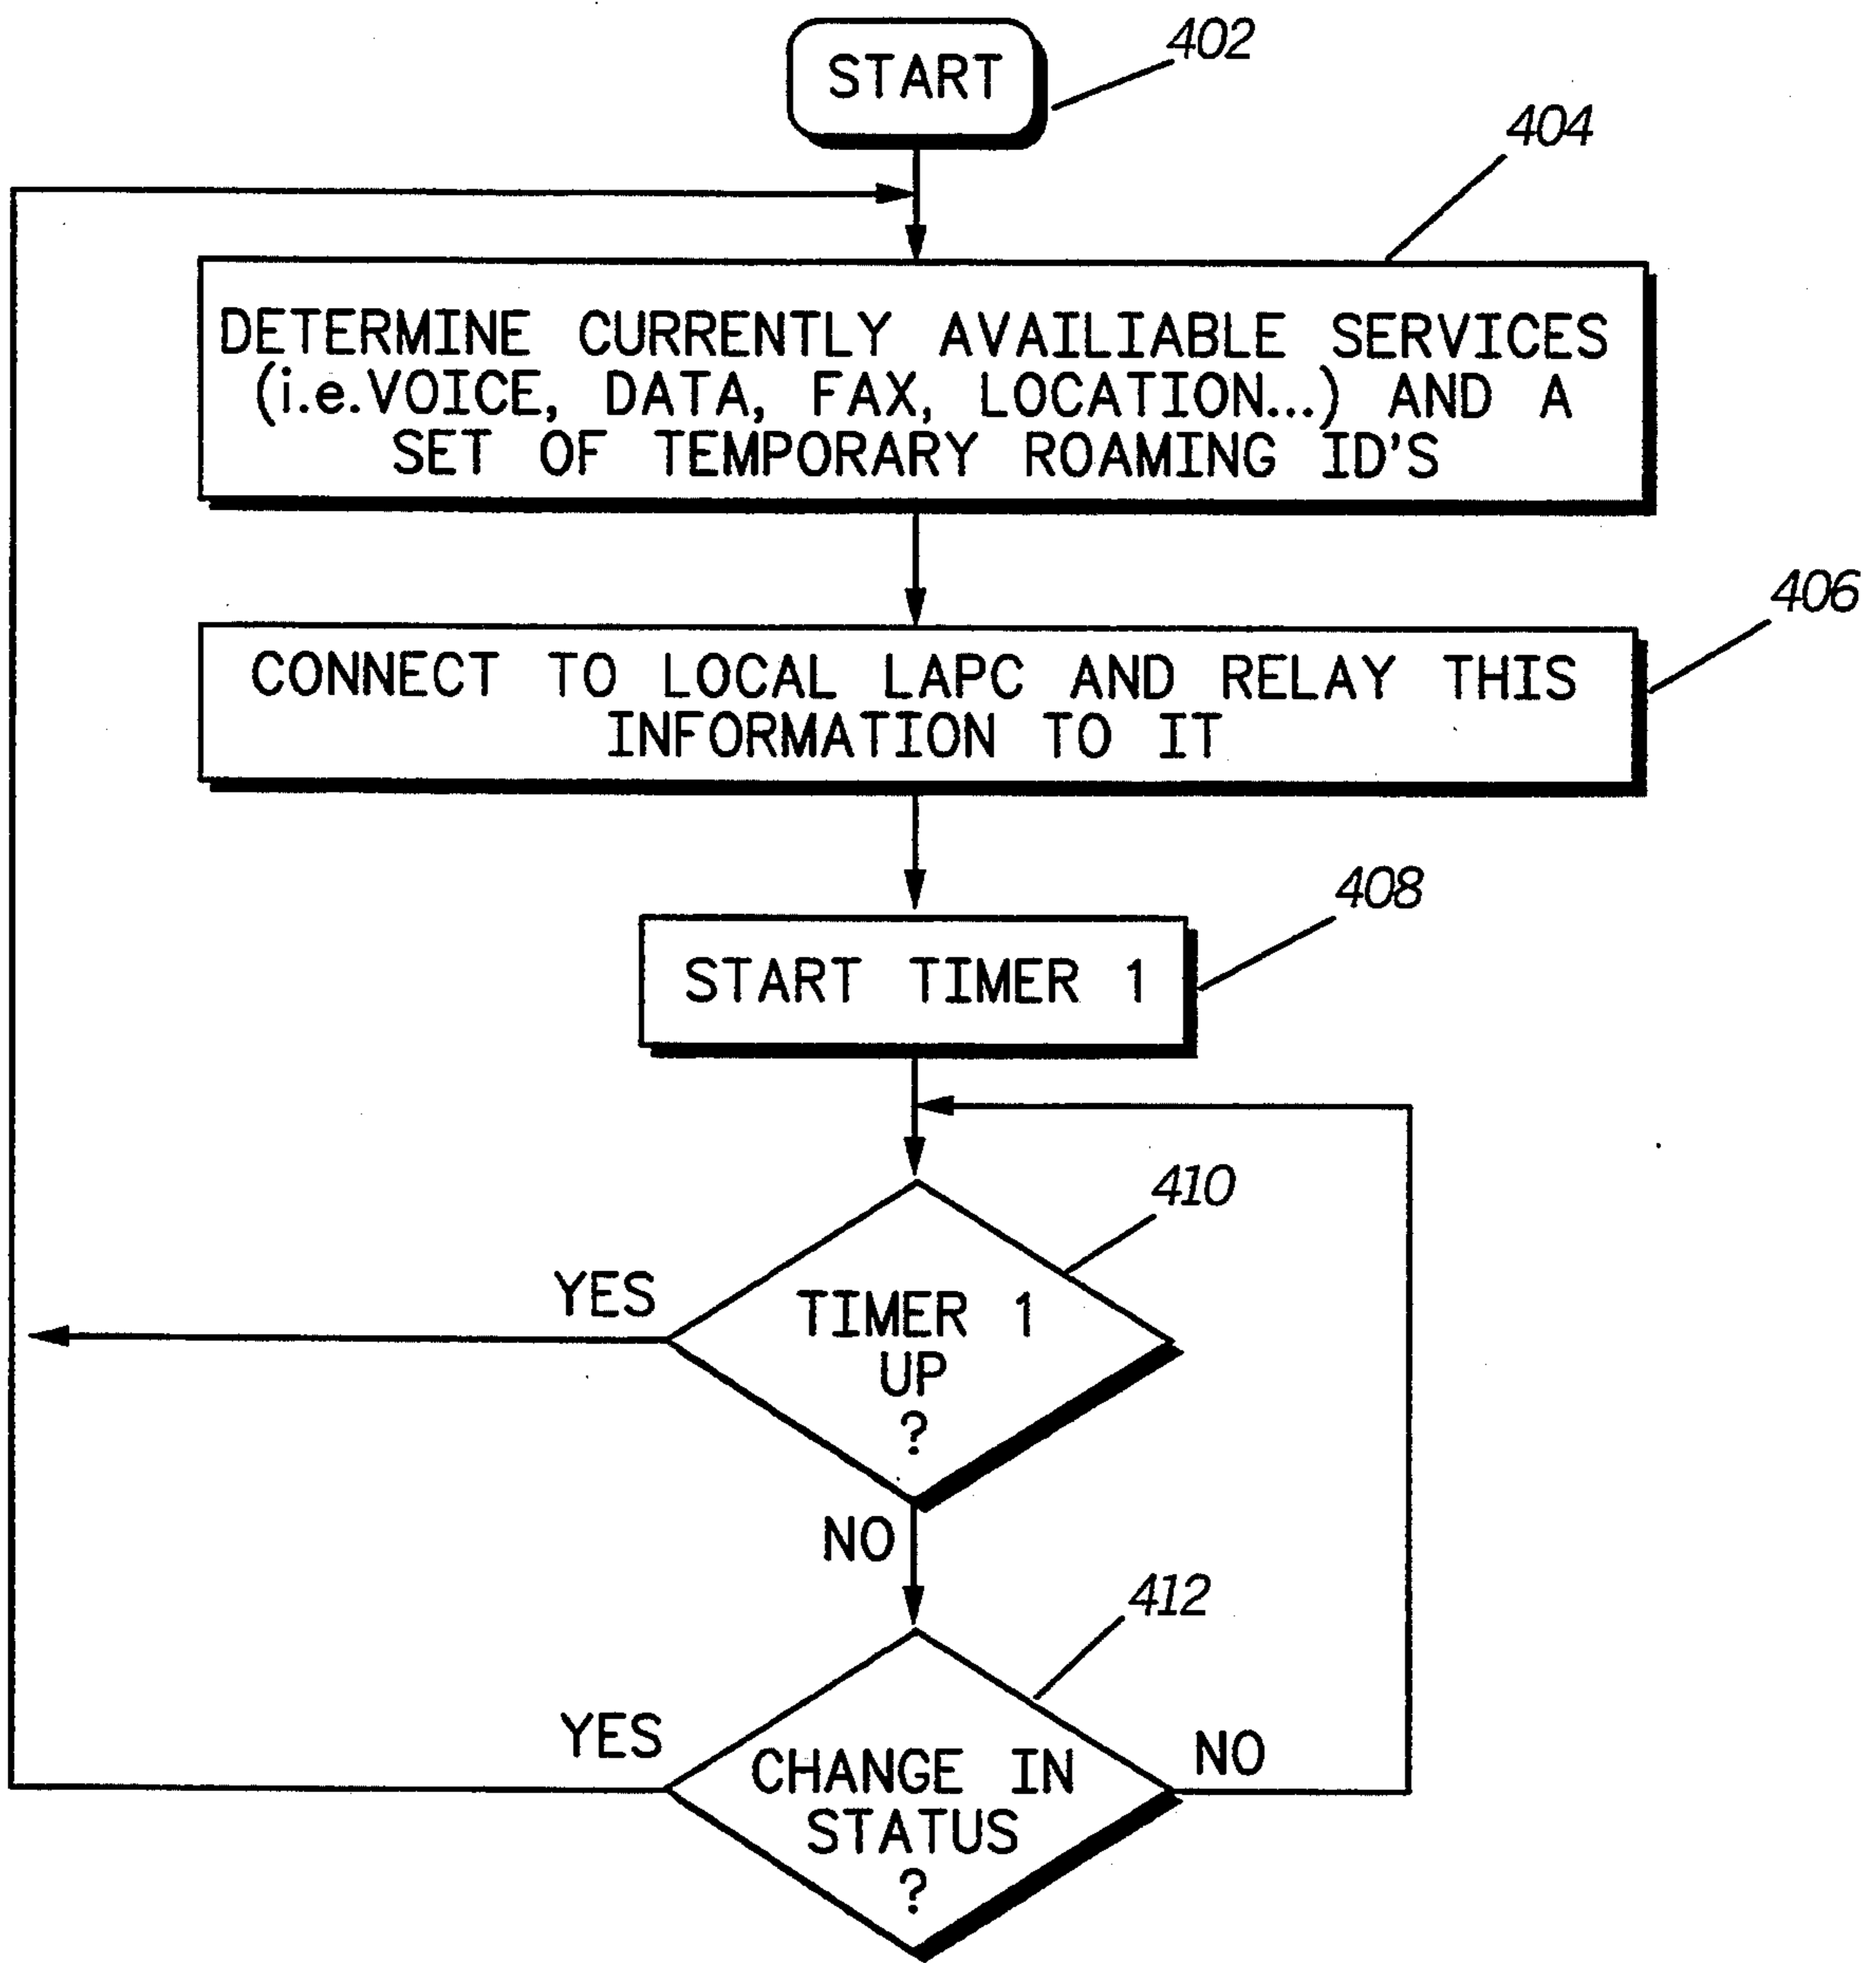 START
402
404
DETERMINE CURRENTLY AVAILIABLE SERVICES
(i.e.VOICE, DATA, FAX, LOCATION...) AND A
SET OF TEMPORARY ROAMING ID'S
406
CONNECT TO LOCAL LAPC AND RELAY THIS
INFORMATION TO IT
408
START TIMER 1
410
YES
TIMER 1
UP
?
NO
412
YES
CHANGE IN
STATUS
?
NO